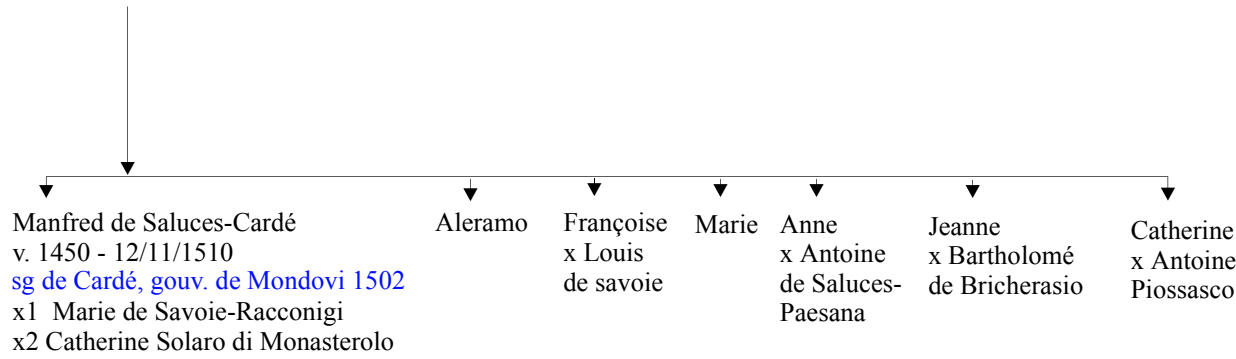 Manfred de Saluces-Cardé
v. 1450 - 12/11/1510
sg de Cardé, gouv. de Mondovi 1502
x1 Marie de Savoie-Racconigi
x2 Catherine Solaro di Monasterolo
Aleramo
Françoise
x Louis
de savoie
Marie
Anne
x Antoine
de Saluces-
Paesana
Jeanne
x Bartholomé
de Bricherasio
Catherine
x Antoine
Piossasco